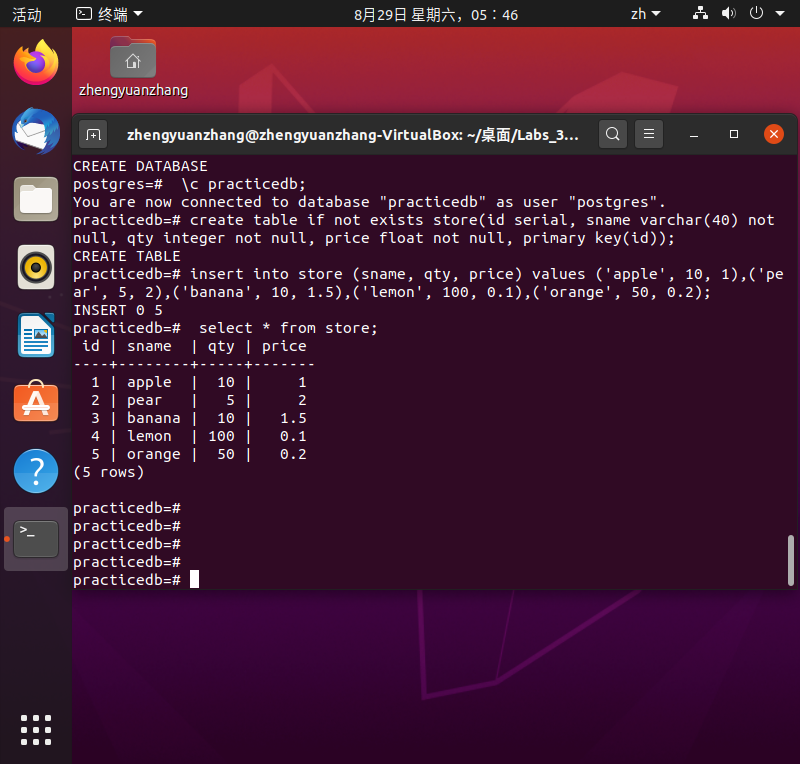 活动 终端 8月29日 星期六，05：46 zh
zhengyuanzhang
zhengyuanzhang@zhengyuanzhang-VirtualBox: ~/桌面/Labs_3...
CREATE DATABASE
postgres=#  \c practicedb;
You are now connected to database "practicedb" as user "postgres".
practicedb=# create table if not exists store(id serial, sname varchar(40) not
null, qty integer not null, price float not null, primary key(id));
CREATE TABLE
practicedb=# insert into store (sname, qty, price) values ('apple', 10, 1),('pe
ar', 5, 2),('banana', 10, 1.5),('lemon', 100, 0.1),('orange', 50, 0.2);
INSERT 0 5
practicedb=#  select * from store;
 id | sname  | qty | price
----+--------+-----+-------
  1 | apple  |  10 |     1
  2 | pear   |   5 |     2
  3 | banana |  10 |   1.5
  4 | lemon  | 100 |   0.1
  5 | orange |  50 |   0.2
(5 rows)
practicedb=#
practicedb=#
practicedb=#
practicedb=#
practicedb=#